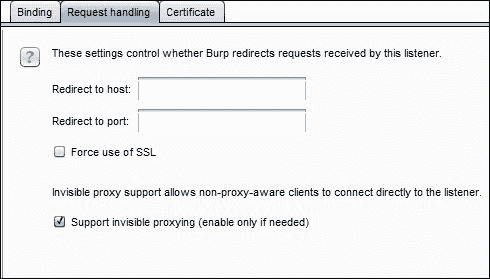 Binding Request handling Certificate
? These settings control whether Burp redirects requests received by this listener.
Redirect to host:
Redirect to port:
Force use of SSL
Invisible proxy support allows non-proxy-aware clients to connect directly to the listener.
Support invisible proxying (enable only if needed)